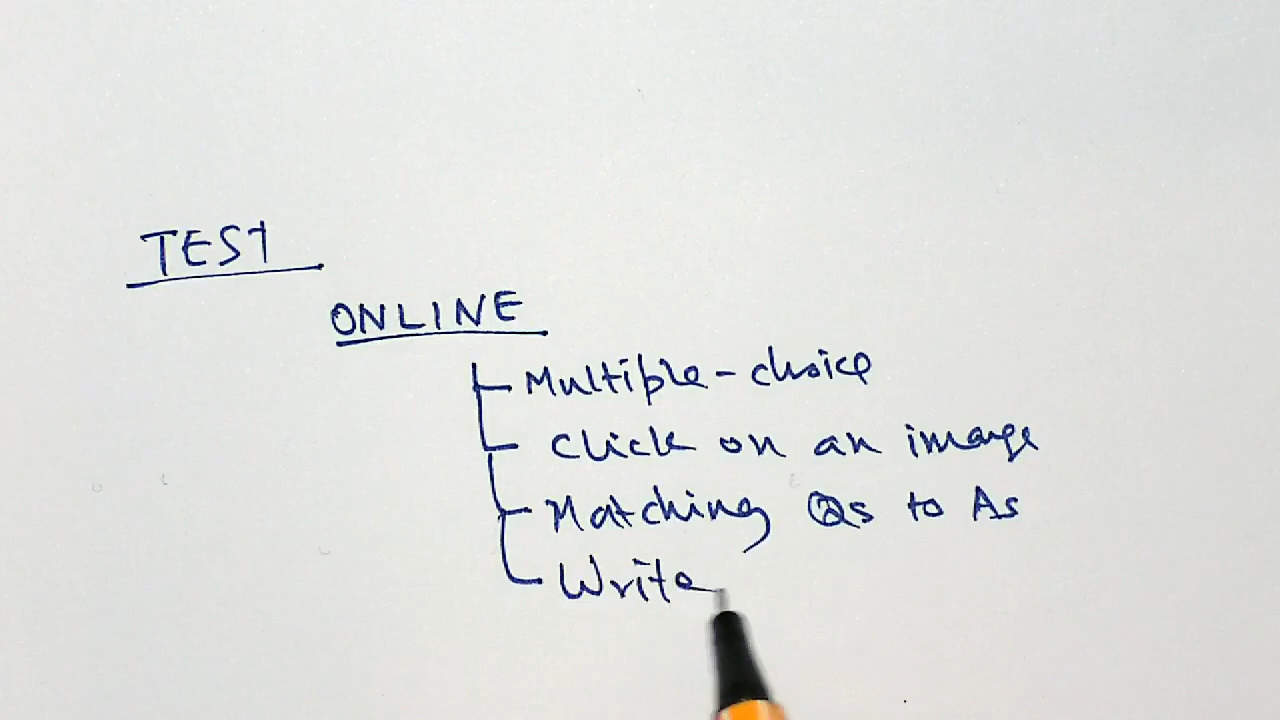 TEST
ONLINE
Multiple-choice
Click on an image
Matching Qs to As
Write